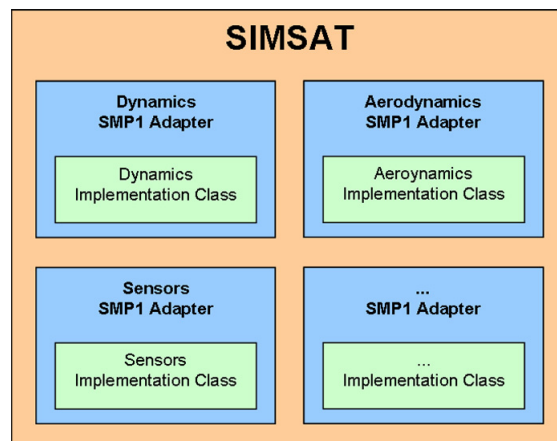 SIMSAT
Dynamics
SMP1 Adapter
Dynamics
Implementation Class
Aerodynamics
SMP1 Adapter
Aeroynamics
Implementation Class
Sensors
SMP1 Adapter
Sensors
Implementation Class
...
SMP1 Adapter
...
Implementation Class